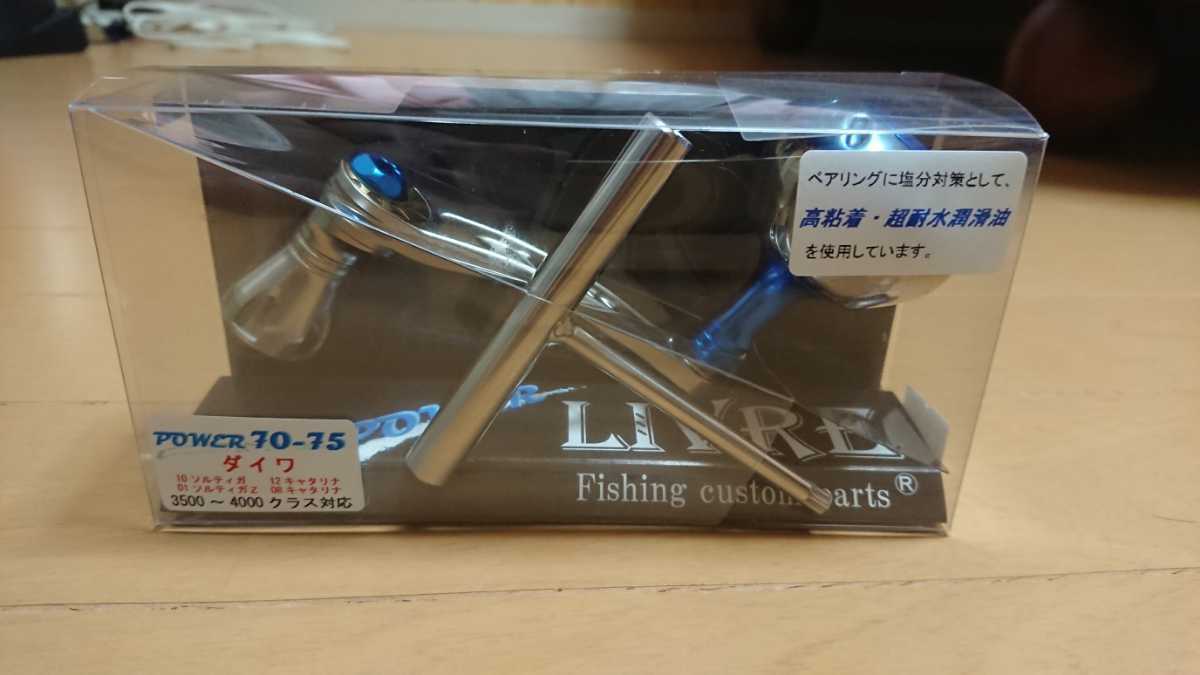 ベアリングに塩分対策として、
高粘着・超耐水潤滑油
を使用しています。
POWER
LIVRE
Fishing custom parts®
POWER 70-75
ダイワ
10 ソルティガ 12 キャタリナ
01 ソルティガZ 08 キャタリナ
3500 ～ 4000 クラス対応